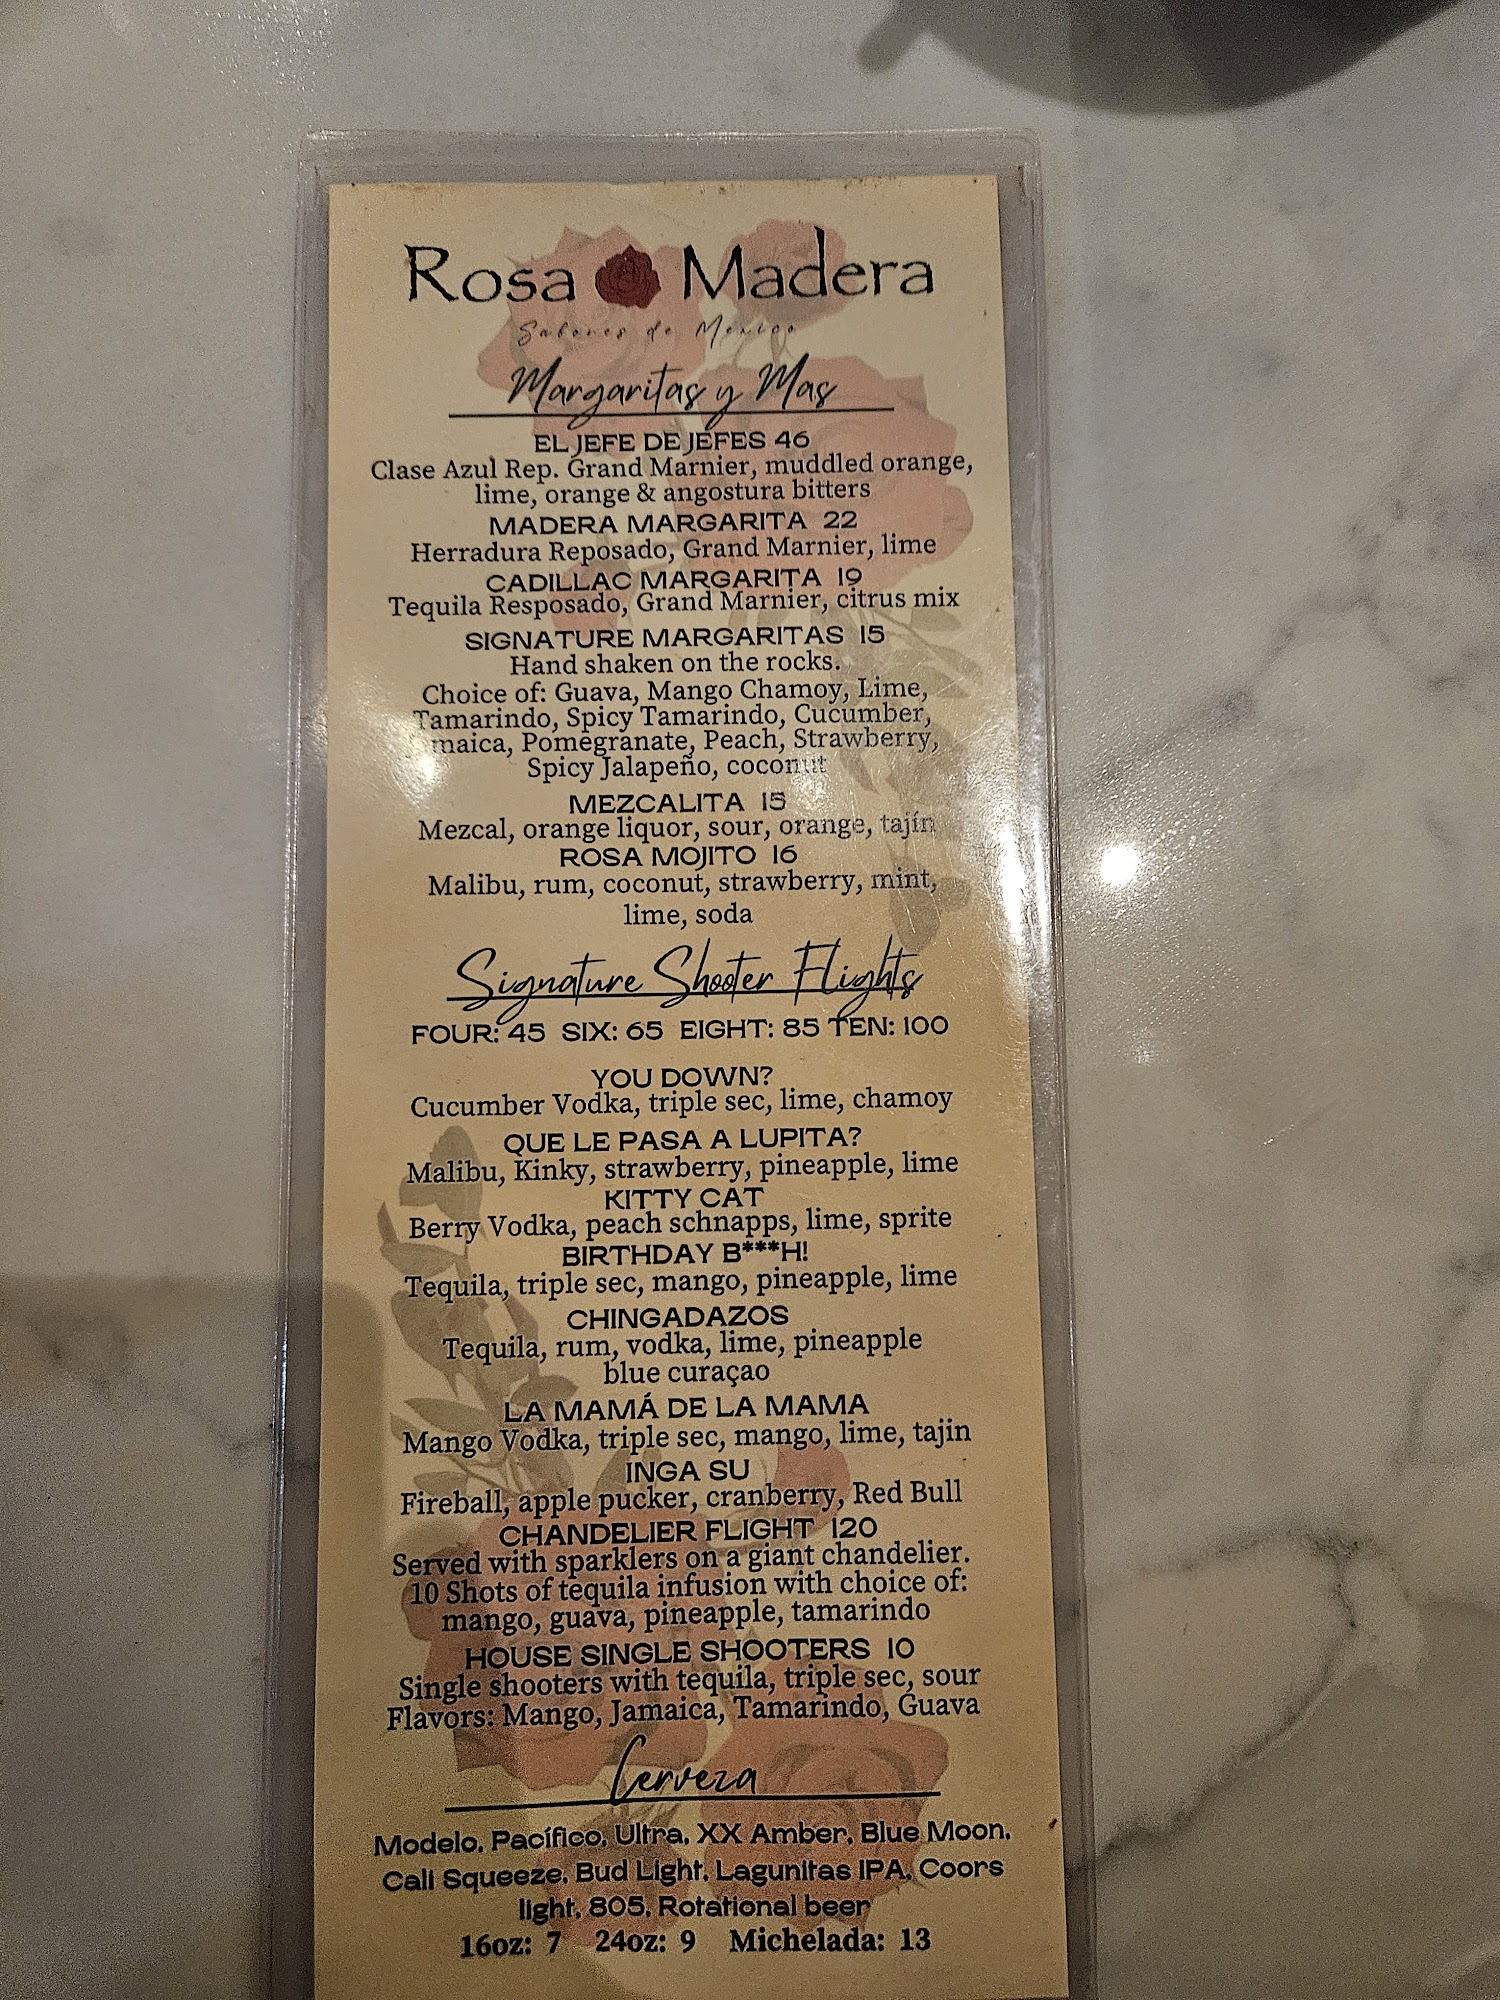 Rosa Madera
Sabores de Mexico
Margaritas y Mas
EL JEFE DE JEFES 46
Clase Azul Rep. Grand Marnier, muddled orange,
lime, orange & angostura bitters
MADERA MARGARITA 22
Herradura Reposado, Grand Marnier, lime
CADILLAC MARGARITA 19
Tequila Resposado, Grand Marnier, citrus mix
SIGNATURE MARGARITAS 15
Hand shaken on the rocks.
Choice of: Guava, Mango Chamoy, Lime,
Tamarindo, Spicy Tamarindo, Cucumber,
Jamaica, Pomegranate, Peach, Strawberry,
Spicy Jalapeño, coconut
MEZCALITA 15
Mezcal, orange liquor, sour, orange, tajín
ROSA MOJITO 16
Malibu, rum, coconut, strawberry, mint,
lime, soda
Signature Shooter Flights
FOUR: 45 SIX: 65 EIGHT: 85 TEN: 100
YOU DOWN?
Cucumber Vodka, triple sec, lime, chamoy
QUE LE PASA A LUPITA?
Malibu, Kinky, strawberry, pineapple, lime
KITTY CAT
Berry Vodka, peach schnapps, lime, sprite
BIRTHDAY B***H!
Tequila, triple sec, mango, pineapple, lime
CHINGADAZOS
Tequila, rum, vodka, lime, pineapple
blue curaçao
LA MAMÁ DE LA MAMA
Mango Vodka, triple sec, mango, lime, tajin
INGA SU
Fireball, apple pucker, cranberry, Red Bull
CHANDELIER FLIGHT 120
Served with sparklers on a giant chandelier.
10 Shots of tequila infusion with choice of:
mango, guava, pineapple, tamarindo
HOUSE SINGLE SHOOTERS 10
Single shooters with tequila, triple sec, sour
Flavors: Mango, Jamaica, Tamarindo, Guava
Cerveza
Modelo, Pacífico, Ultra, XX Amber, Blue Moon,
Cali Squeeze, Bud Light, Lagunitas IPA, Coors
light, 805, Rotational beer
16oz: 7 24oz: 9 Michelada: 13